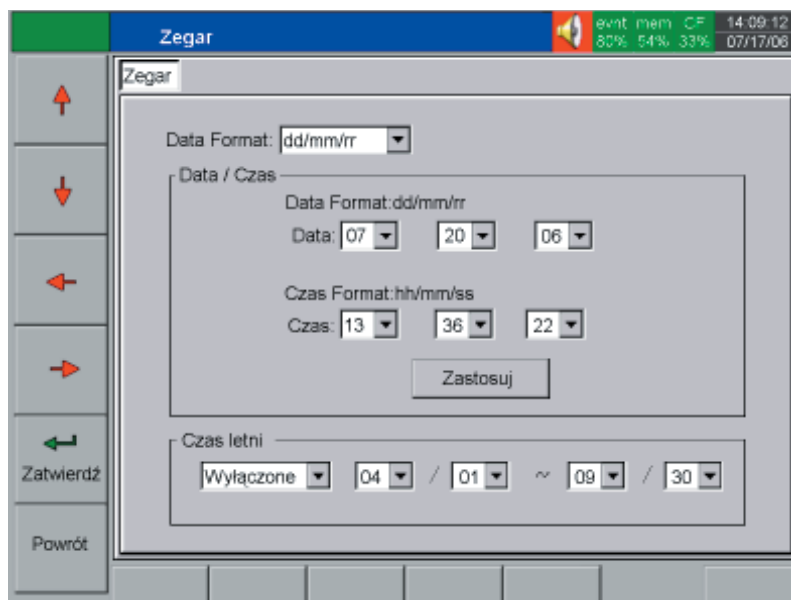 Zegar
evnt mem CF 14:09:12
80% 54% 33% 07/17/06
Zegar
Data Format: dd/mm/rr
Data / Czas
Data Format:dd/mm/rr
Data: 07 20 06
Czas Format:hh/mm/ss
Czas: 13 36 22
Zastosuj
Czas letni
Wyłączone 04 / 01 ~ 09 / 30
Zatwierdź
Powrót